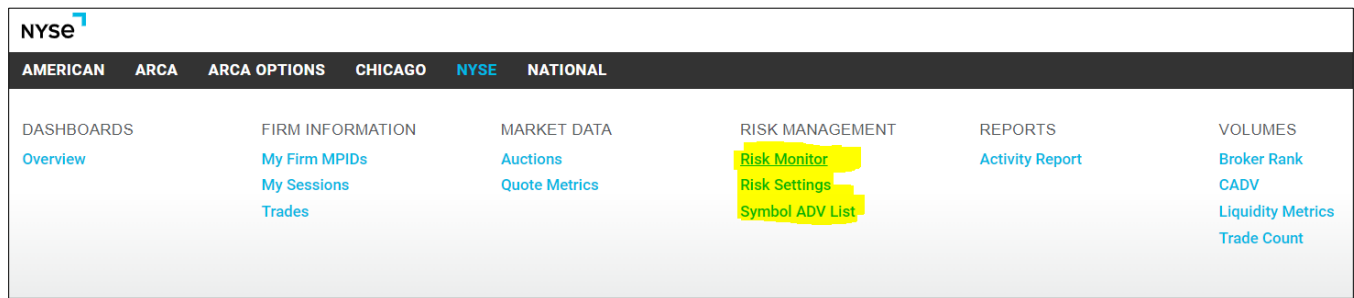 NYSE
AMERICAN ARCA ARCA OPTIONS CHICAGO NYSE NATIONAL
DASHBOARDS FIRM INFORMATION MARKET DATA RISK MANAGEMENT REPORTS VOLUMES
Overview My Firm MPIDs Auctions Risk Monitor Activity Report Broker Rank
My Sessions Quote Metrics Risk Settings CADV
Trades Symbol ADV List Liquidity Metrics
Trade Count